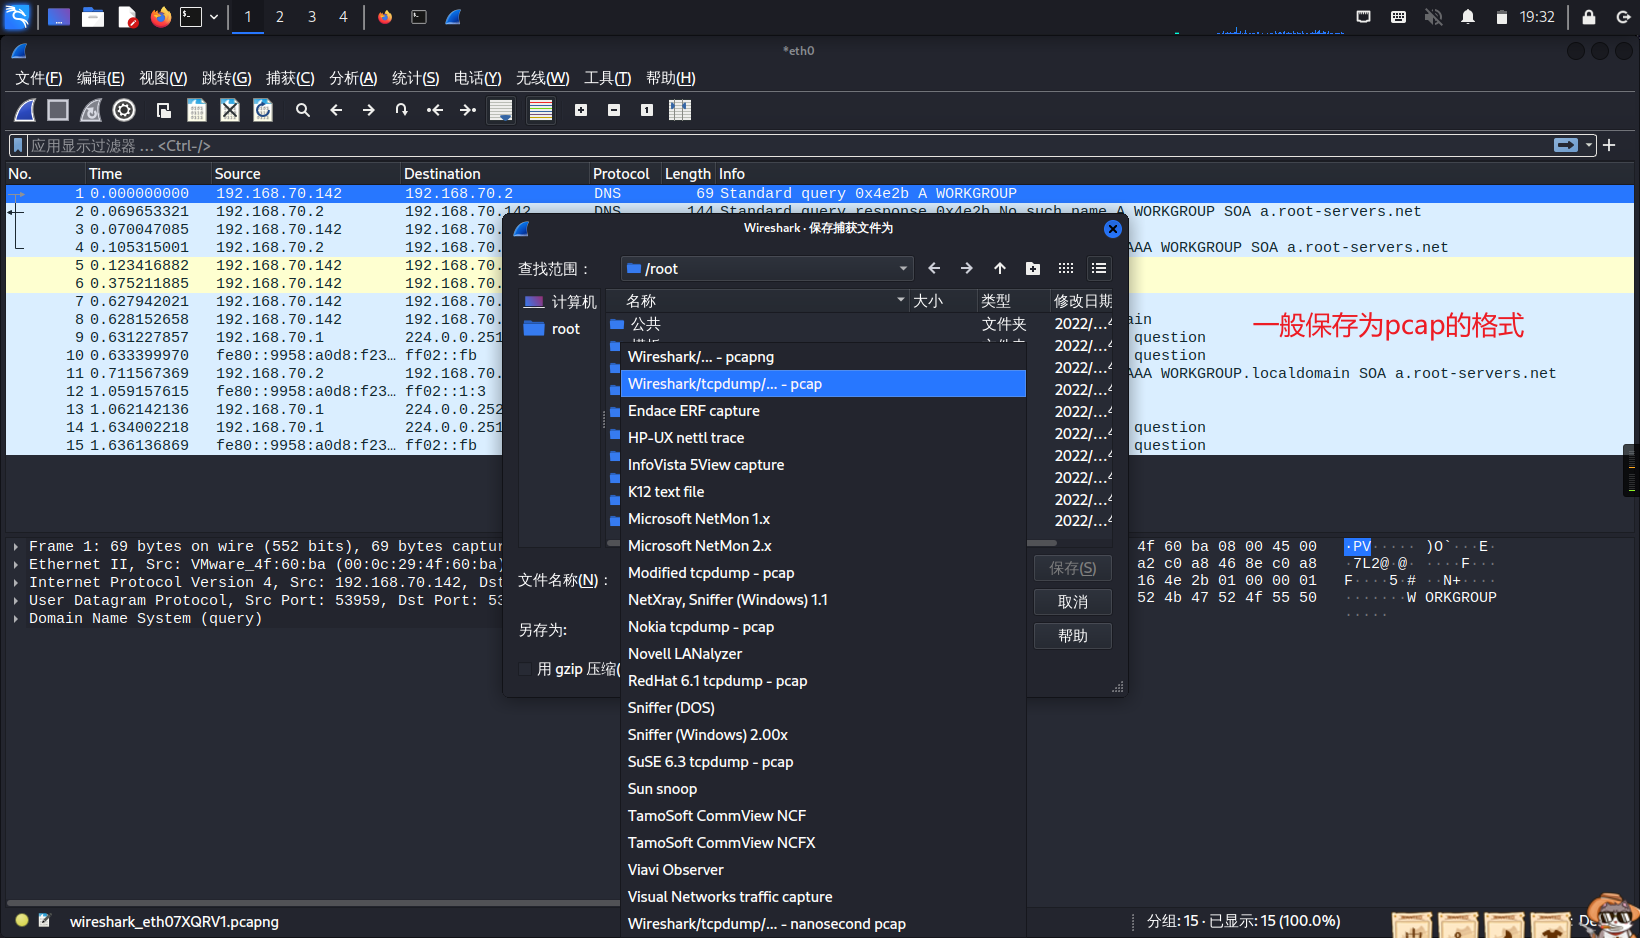 1 2 3 4
19:32
*eth0
文件(F) 编辑(E) 视图(V) 跳转(G) 捕获(C) 分析(A) 统计(S) 电话(Y) 无线(W) 工具(T) 帮助(H)
应用显示过滤器 … <Ctrl-/>
No. Time Source Destination Protocol Length Info
1 0.000000000 192.168.70.142 192.168.70.2 DNS 69 Standard query 0x4e2b A WORKGROUP
2 0.069653321 192.168.70.2 192.168.70.142 DNS 144 Standard query response 0x4e2b No such name A WORKGROUP SOA a.root-servers.net
3 0.070047085 192.168.70.142 192.168.70.
4 0.105315001 192.168.70.2 192.168.70. AAA WORKGROUP SOA a.root-servers.net
5 0.123416882 192.168.70.142 192.168.70.
6 0.375211885 192.168.70.142 192.168.70.
7 0.627942021 192.168.70.142 192.168.70.
8 0.628152658 192.168.70.142 192.168.70. ain
9 0.631227857 192.168.70.142 224.0.0.251 question
10 0.633399970 fe80::9958:a0d8:f23… ff02::fb question
11 0.711567369 192.168.70.2 192.168.70. AAA WORKGROUP.localdomain SOA a.root-servers.net
12 1.059157615 fe80::9958:a0d8:f23… ff02::1:3
13 1.062142136 192.168.70.1 224.0.0.252
14 1.634002218 192.168.70.1 224.0.0.251 question
15 1.636136869 fe80::9958:a0d8:f23… ff02::fb question
一般保存为pcap的格式
Wireshark · 保存捕获文件为
查找范围：
/root
计算机
root
名称 大小 类型 修改日期
公共 文件夹 2022/…4
2022/…4
2022/…4
2022/…4
2022/…4
2022/…4
2022/…4
2022/…4
2022/…4
2022/…4
Wireshark/... - pcapng
Wireshark/tcpdump/... - pcap
Endace ERF capture
HP-UX nettl trace
InfoVista 5View capture
K12 text file
Microsoft NetMon 1.x
Microsoft NetMon 2.x
Modified tcpdump - pcap
NetXray, Sniffer (Windows) 1.1
Nokia tcpdump - pcap
Novell LANalyzer
RedHat 6.1 tcpdump - pcap
Sniffer (DOS)
Sniffer (Windows) 2.00x
SuSE 6.3 tcpdump - pcap
Sun snoop
TamoSoft CommView NCF
TamoSoft CommView NCFX
Viavi Observer
Visual Networks traffic capture
Wireshark/tcpdump/... - nanosecond pcap
文件名称(N)：
另存为:
用 gzip 压缩(
保存(S)
取消
帮助
Frame 1: 69 bytes on wire (552 bits), 69 bytes captur
Ethernet II, Src: VMware_4f:60:ba (00:0c:29:4f:60:ba)
Internet Protocol Version 4, Src: 192.168.70.142, Dst
User Datagram Protocol, Src Port: 53959, Dst Port: 53
Domain Name System (query)
4f 60 ba 08 00 45 00 ·PV····· )O`···E·
a2 c0 a8 46 8e c0 a8 ·7L2@·@· ····F···
16 4e 2b 01 00 00 01 F····5·# ··N+····
52 4b 47 52 4f 55 50 ·······W ORKGROUP
·····
wireshark_eth07XQRV1.pcapng
分组: 15 · 已显示: 15 (100.0%)